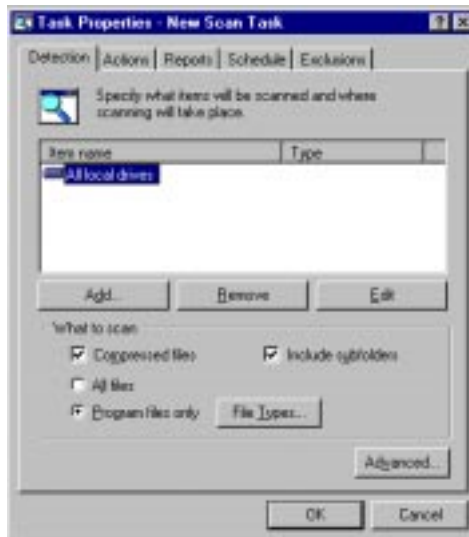 Task Properties - New Scan Task
Detection Actions Reports Schedule Exclusions
Specify what items will be scanned and where
scanning will take place.
Item name Type
All local drives
Add... Remove Edit
What to scan
Compressed files Include subfolders
All files
Program files only File Types...
Advanced...
OK Cancel